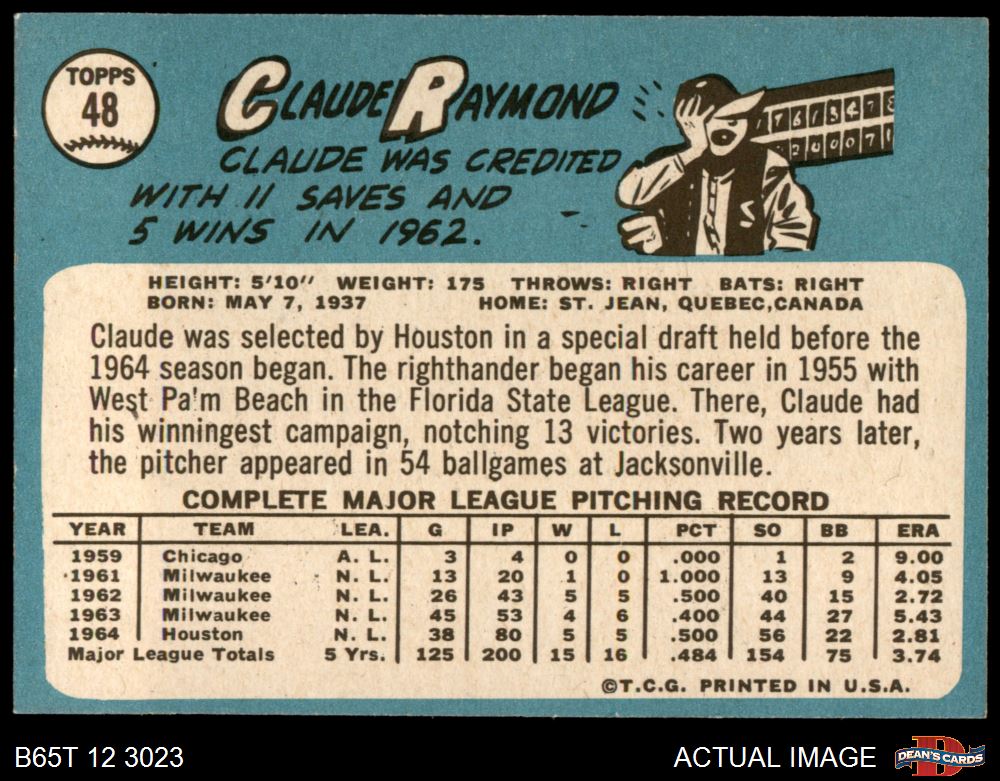 TOPPS
48
CLAUDE RAYMOND
CLAUDE WAS CREDITED
WITH 11 SAVES AND
5 WINS IN 1962.
HEIGHT: 5'10" WEIGHT: 175 THROWS: RIGHT BATS: RIGHT
BORN: MAY 7, 1937 HOME: ST. JEAN, QUEBEC, CANADA
Claude was selected by Houston in a special draft held before the
1964 season began. The righthander began his career in 1955 with
West Pa'm Beach in the Florida State League. There, Claude had
his winningest campaign, notching 13 victories. Two years later,
the pitcher appeared in 54 ballgames at Jacksonville.
COMPLETE MAJOR LEAGUE PITCHING RECORD
YEAR TEAM LEA. G IP W L PCT SO BB ERA
1959 Chicago A. L. 3 4 0 0 .000 1 2 9.00
1961 Milwaukee N. L. 13 20 1 0 1.000 13 9 4.05
1962 Milwaukee N. L. 26 43 5 5 .500 40 15 2.72
1963 Milwaukee N. L. 45 53 4 6 .400 44 27 5.43
1964 Houston N. L. 38 80 5 5 .500 56 22 2.81
Major League Totals 5 Yrs. 125 200 15 16 .484 154 75 3.74
©T.C.G. PRINTED IN U.S.A.
B65T 12 3023 ACTUAL IMAGE DEAN'S CARDS